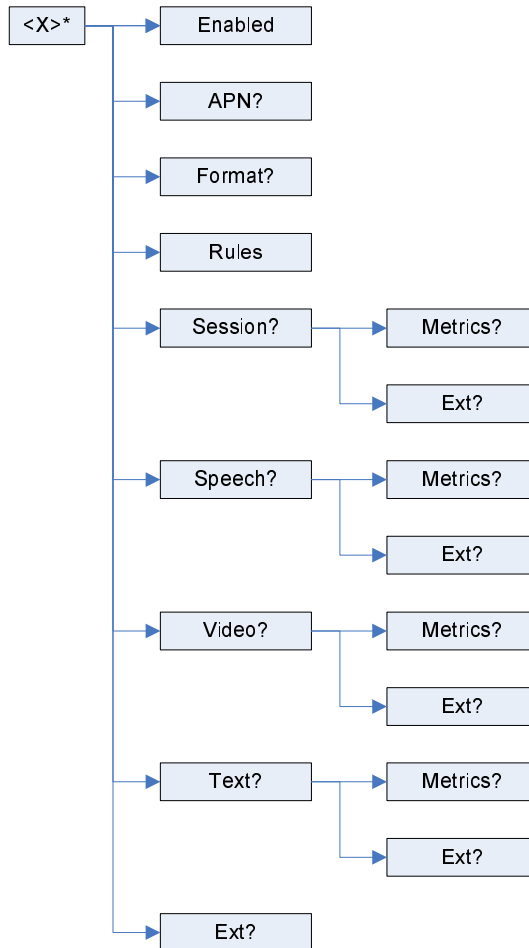 <X>*
Enabled
APN?
Format?
Rules
Session?
Metrics?
Ext?
Speech?
Metrics?
Ext?
Video?
Metrics?
Ext?
Text?
Metrics?
Ext?
Ext?